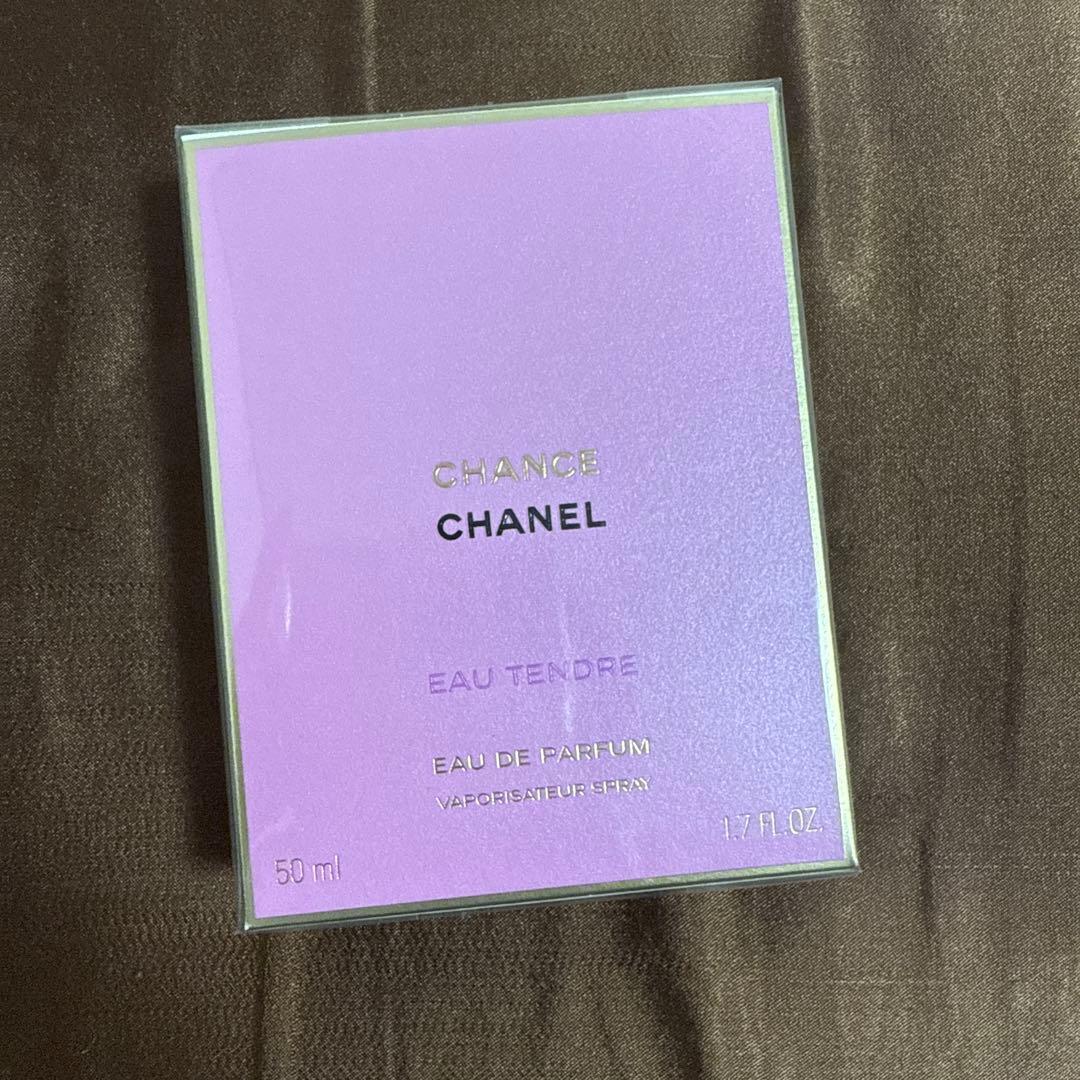 CHANCE
CHANEL
EAU TENDRE
EAU DE PARFUM
VAPORISATEUR SPRAY
50 ml
1.7 FL.OZ.